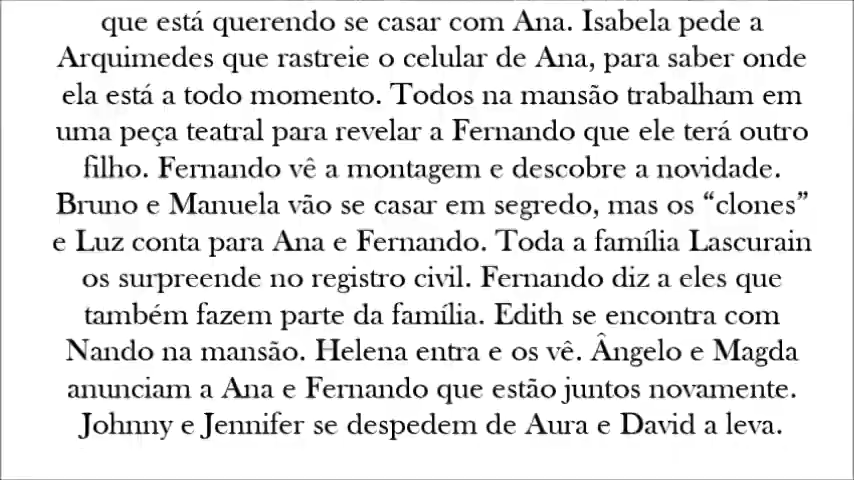 que está querendo se casar com Ana. Isabela pede a
Arquimedes que rastreie o celular de Ana, para saber onde
ela está a todo momento. Todos na mansão trabalham em
uma peça teatral para revelar a Fernando que ele terá outro
filho. Fernando vê a montagem e descobre a novidade.
Bruno e Manuela vão se casar em segredo, mas os “clones”
e Luz conta para Ana e Fernando. Toda a família Lascurain
os surpreende no registro civil. Fernando diz a eles que
também fazem parte da família. Edith se encontra com
Nando na mansão. Helena entra e os vê. Ângelo e Magda
anunciam a Ana e Fernando que estão juntos novamente.
Johnny e Jennifer se despedem de Aura e David a leva.